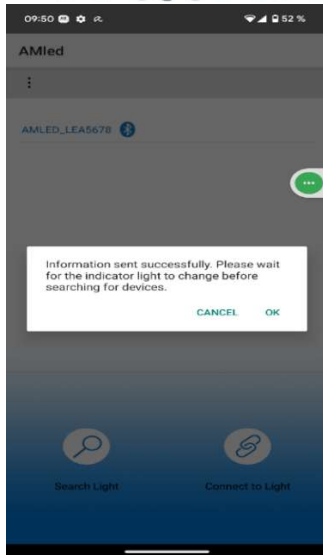 09:50 52 %
AMled
AMLED_LEA5678
Information sent successfully. Please wait
for the indicator light to change before
searching for devices.
CANCEL OK
Search Light Connect to Light